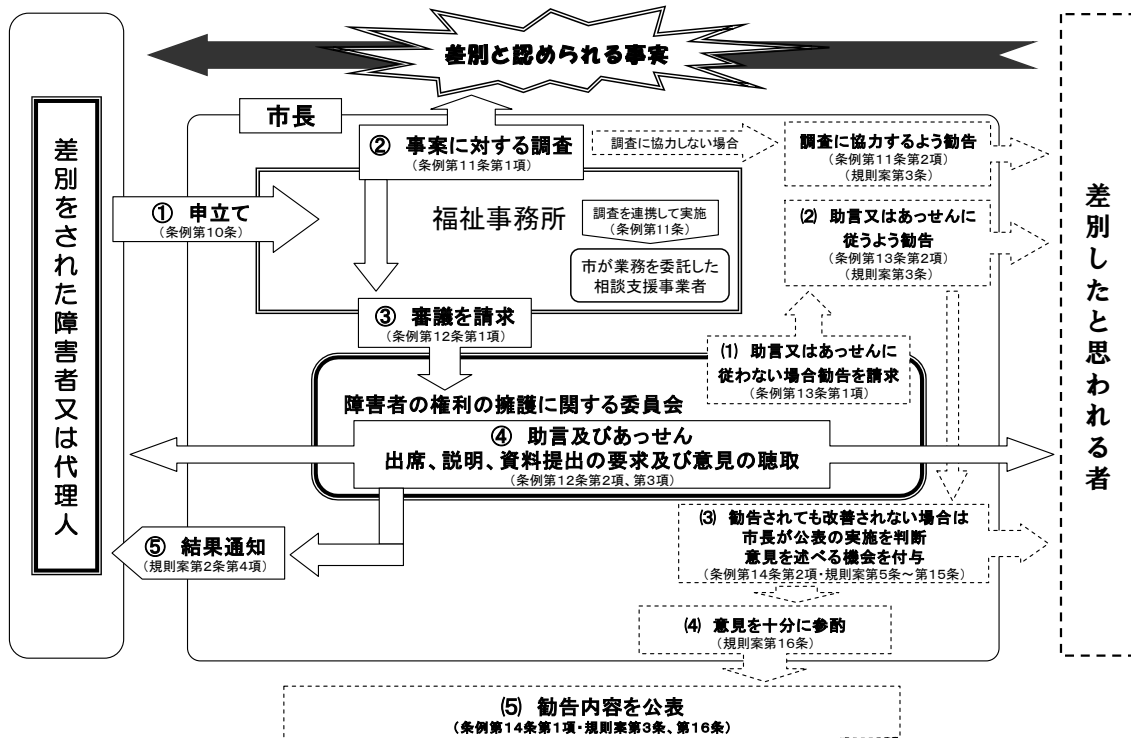 差別と認められる事実
市長
差別をされた障害者又は代理人
① 申立て
(条例第10条)
② 事案に対する調査
(条例第11条第1項)
調査に協力しない場合
調査に協力するよう勧告
(条例第11条第2項)
(規則案第3条)
福祉事務所
調査を連携して実施
(条例第11条)
市が業務を委託した
相談支援事業者
(2) 助言又はあっせんに
従うよう勧告
(条例第13条第2項)
(規則案第3条)
③ 審議を請求
(条例第12条第1項)
(1) 助言又はあっせんに
従わない場合勧告を請求
(条例第13条第1項)
障害者の権利の擁護に関する委員会
④ 助言及びあっせん
出席、説明、資料提出の要求及び意見の聴取
(条例第12条第2項、第3項)
⑤ 結果通知
(規則案第2条第4項)
(3) 勧告されても改善されない場合は
市長が公表の実施を判断
意見を述べる機会を付与
(条例第14条第2項・規則案第5条~第15条)
(4) 意見を十分に参酌
(規則案第16条)
(5) 勧告内容を公表
(条例第14条第1項・規則案第3条、第16条)
差別したと思われる者